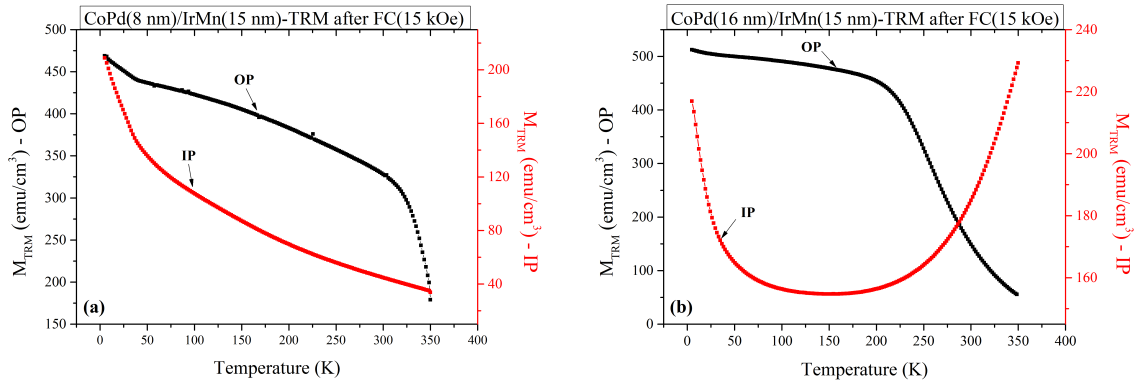 CoPd(8 nm)/IrMn(15 nm)-TRM after FC(15 kOe)
500
450
400
350
300
250
200
150
M_TRM (emu/cm³) - OP
OP
IP
(a)
200
160
120
80
40
M_TRM (emu/cm³) - IP
0 50 100 150 200 250 300 350 400
Temperature (K)
CoPd(16 nm)/IrMn(15 nm)-TRM after FC(15 kOe)
500
400
300
200
100
0
M_TRM (emu/cm³) - OP
OP
IP
(b)
240
220
200
180
160
M_TRM (emu/cm³) - IP
0 50 100 150 200 250 300 350 400
Temperature (K)